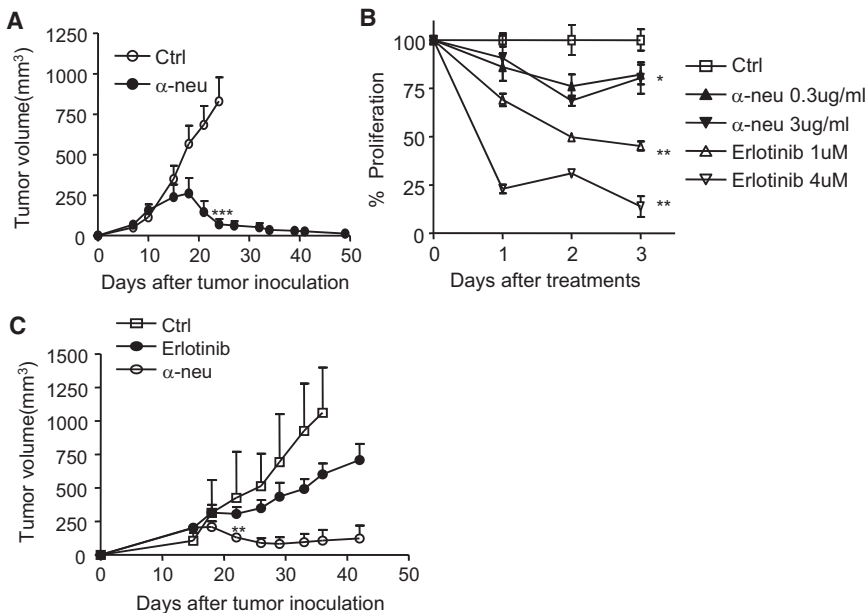 A
Ctrl
α-neu
Tumor volume(mm³)
1250
1000
750
500
250
0
***
0 10 20 30 40 50
Days after tumor inoculation
B
% Proliferation
100
75
50
25
0
*
**
**
0 1 2 3
Days after treatments
Ctrl
α-neu 0.3ug/ml
α-neu 3ug/ml
Erlotinib 1uM
Erlotinib 4uM
C
Ctrl
Erlotinib
α-neu
Tumor volume(mm³)
1500
1250
1000
750
500
250
0
**
0 10 20 30 40 50
Days after tumor inoculation